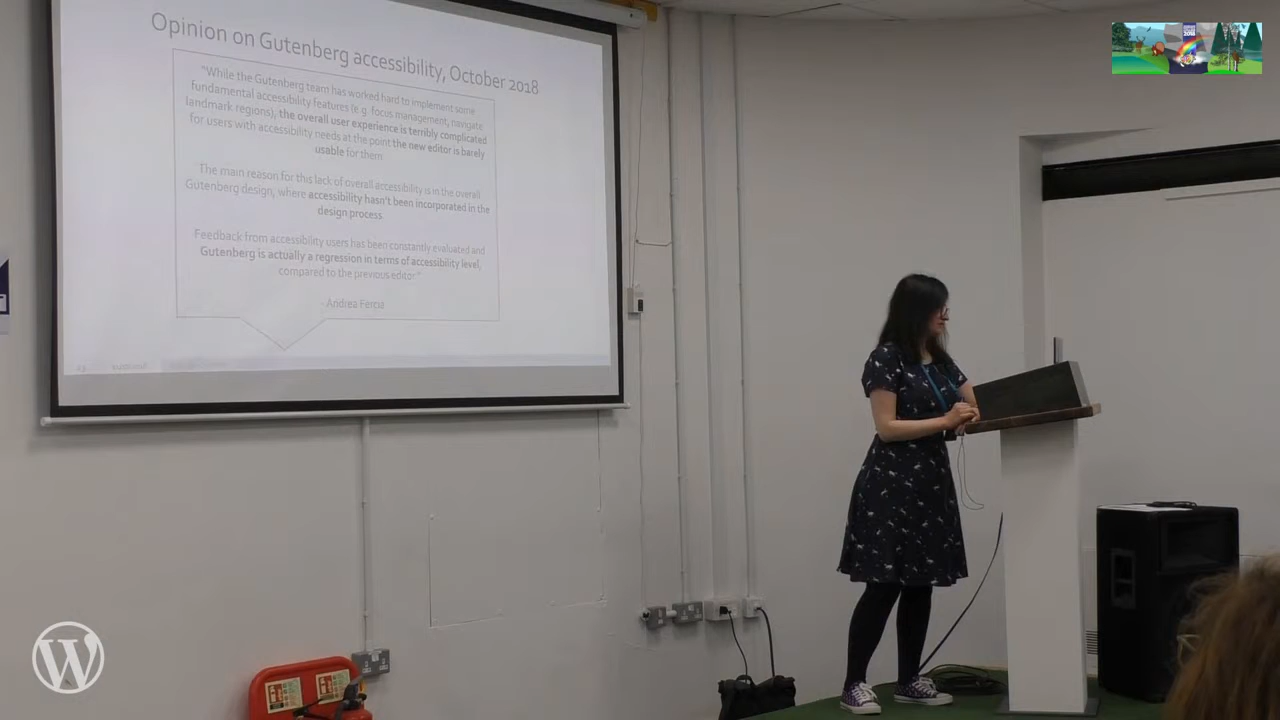 Opinion on Gutenberg accessibility, October 2018
"While the Gutenberg team has worked hard to implement some
fundamental accessibility features (e.g. focus management, navigate
landmark regions), the overall user experience is terribly complicated
for users with accessibility needs at the point the new editor is barely
usable for them
"The main reason for this lack of overall accessibility is in the overall
Gutenberg design, where accessibility hasn't been incorporated in the
design process.
Feedback from accessibility users has been constantly evaluated and
Gutenberg is actually a regression in terms of accessibility level,
compared to the previous editor."
- Andrea Fercia